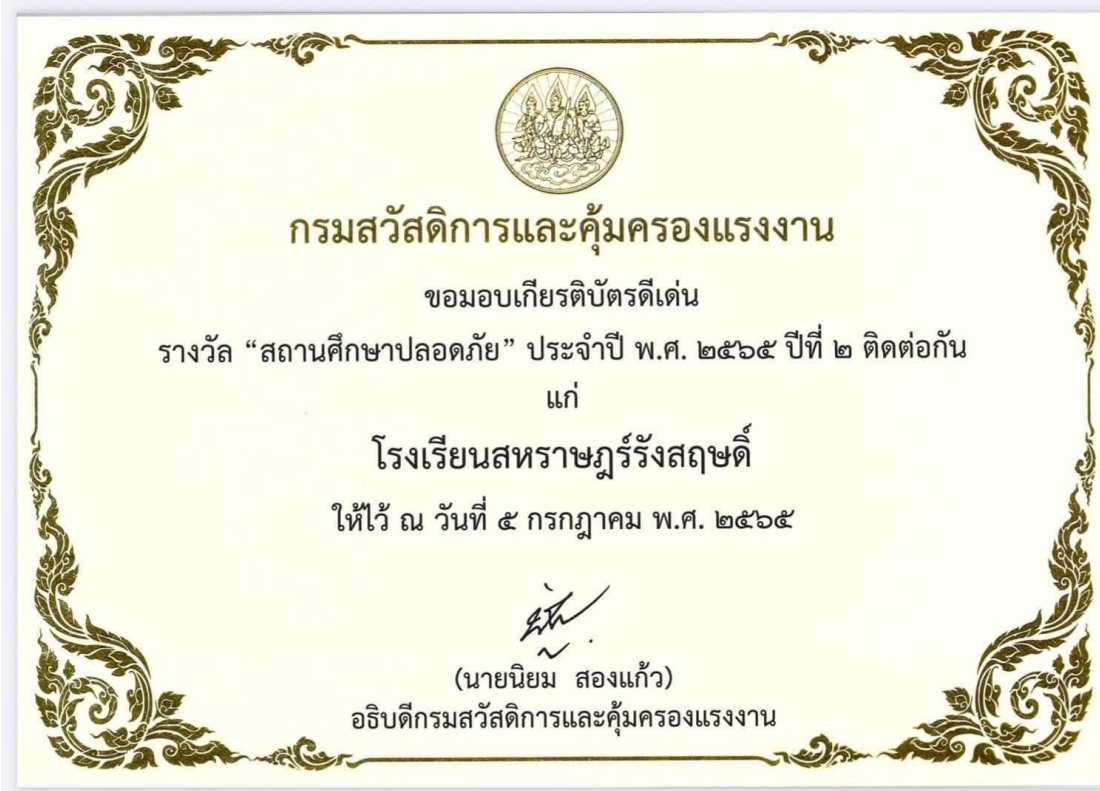 กรมสวัสดิการและคุ้มครองแรงงาน
ขอมอบเกียรติบัตรดีเด่น
รางวัล “สถานศึกษาปลอดภัย” ประจำปี พ.ศ. ๒๕๖๕ ปีที่ ๒ ติดต่อกัน
แก่
โรงเรียนสหราษฎร์รังสฤษดิ์
ให้ไว้ ณ วันที่ ๕ กรกฎาคม พ.ศ. ๒๕๖๕
(นายนิยม สองแก้ว)
อธิบดีกรมสวัสดิการและคุ้มครองแรงงาน